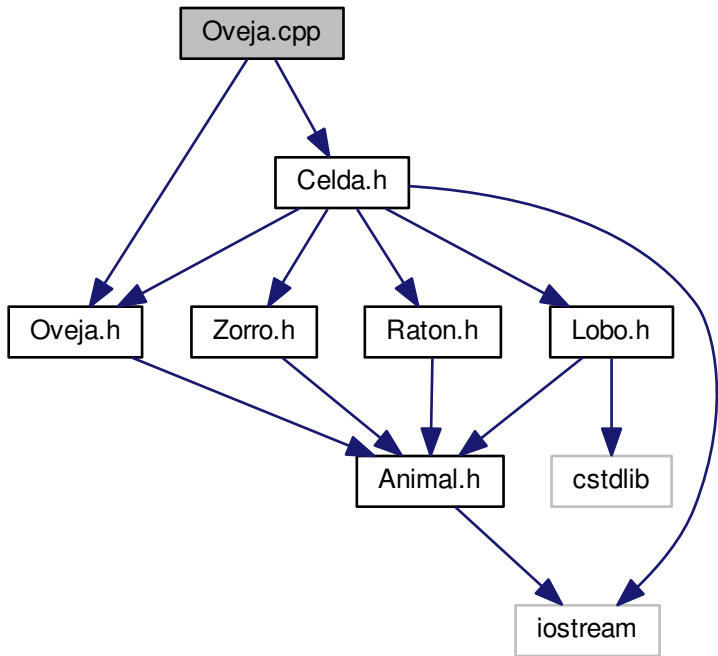 Oveja.cpp
Celda.h
Oveja.h
Zorro.h
Raton.h
Lobo.h
Animal.h
cstdlib
iostream